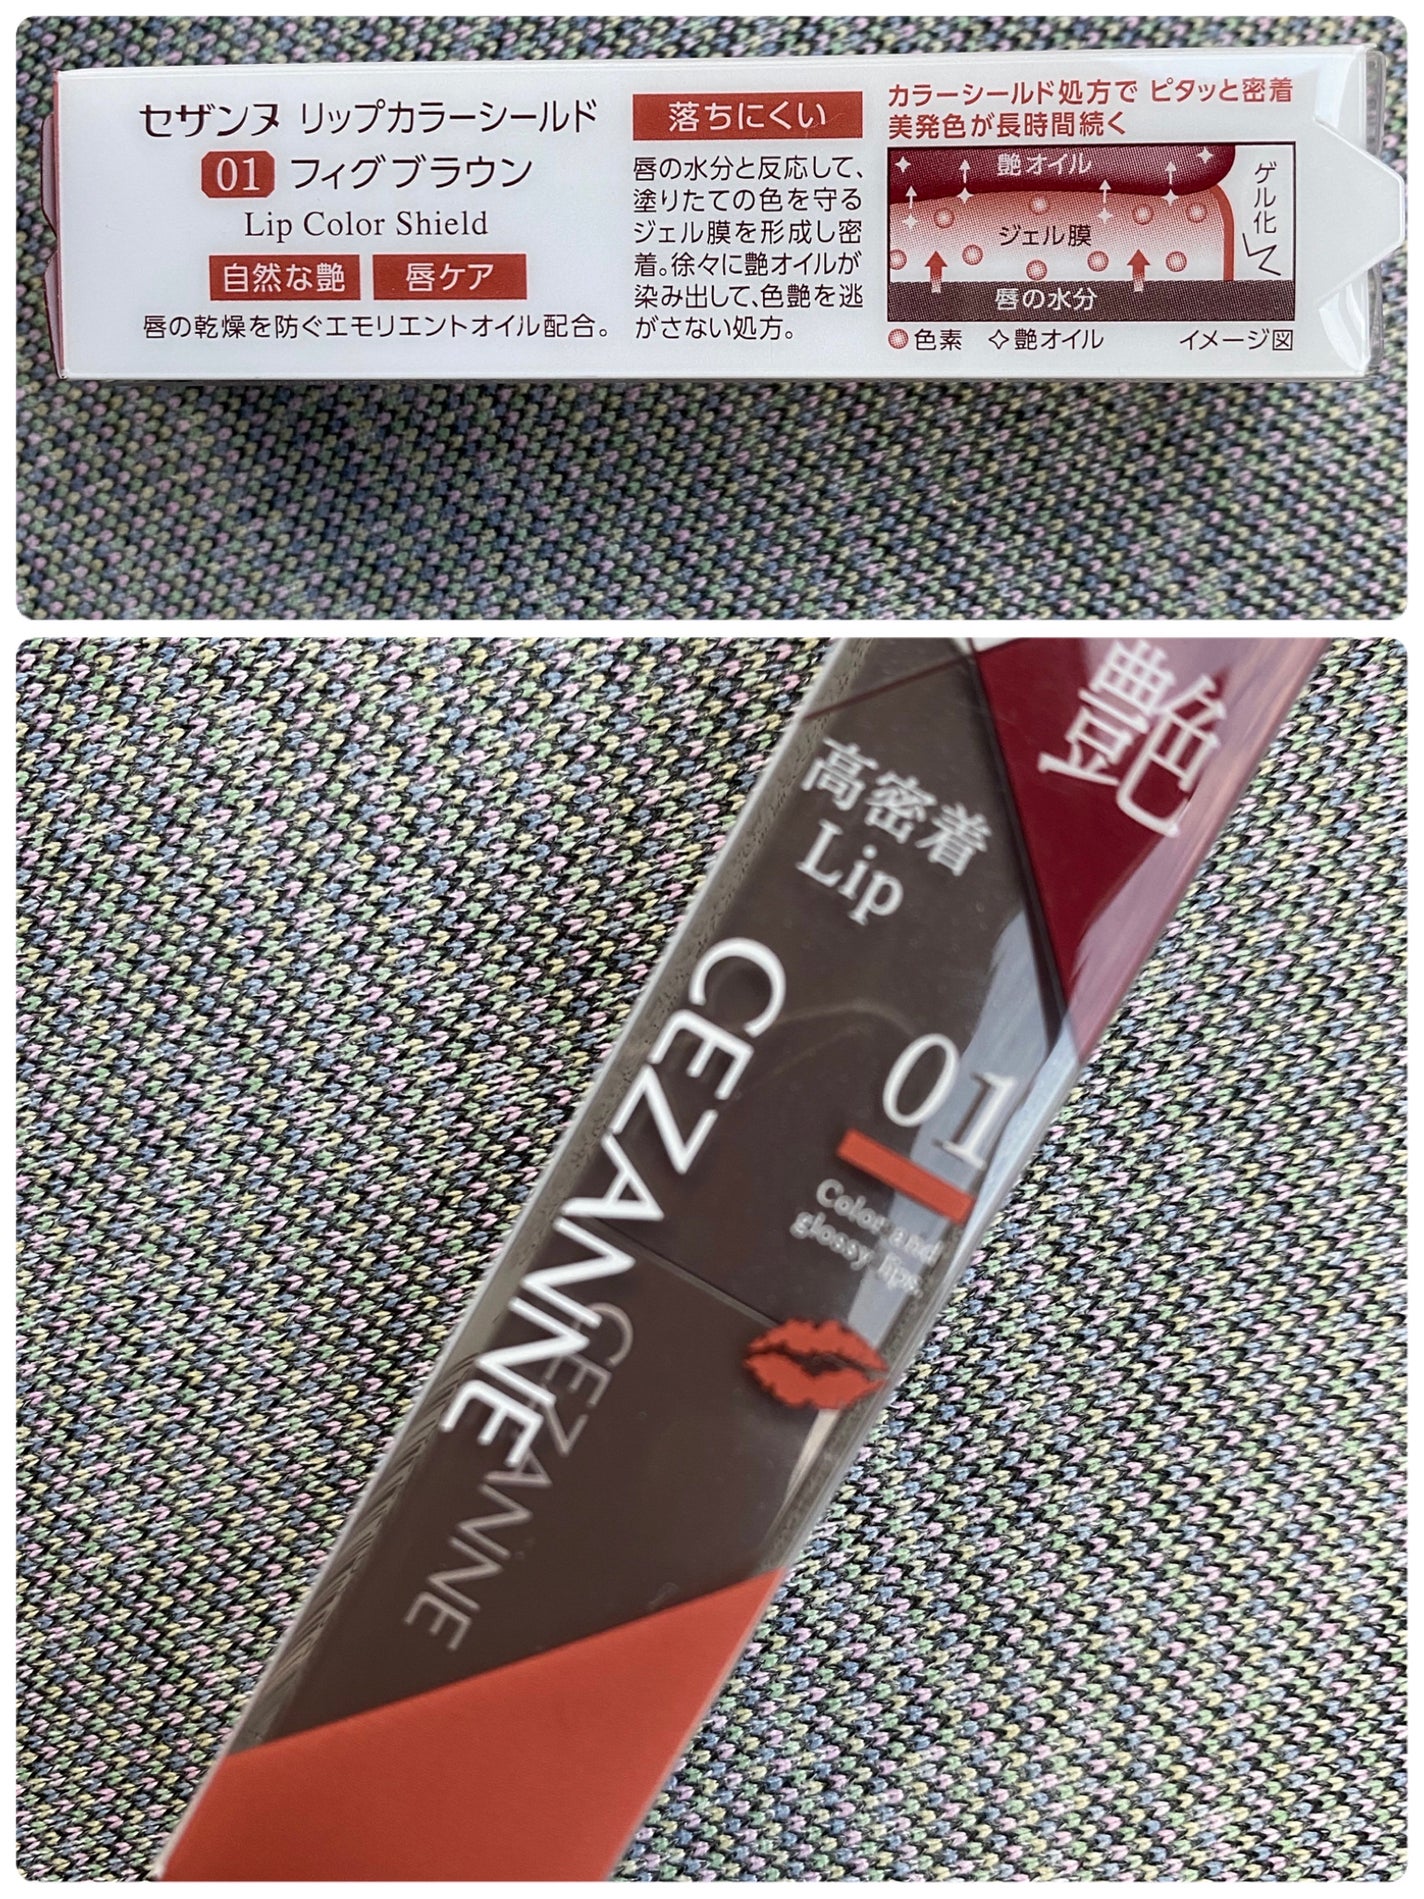 セザンヌ リップカラーシールド
01 フィグブラウン
Lip Color Shield
自然な艶 唇ケア
唇の乾燥を防ぐエモリエントオイル配合。
落ちにくい
唇の水分と反応して、
塗りたての色を守る
ジェル膜を形成し密
着。徐々に艶オイルが
染み出して、色艶を逃
がさない処方。
カラーシールド処方で ピタッと密着
美発色が長時間続く
艶オイル
ゲル化
ジェル膜
唇の水分
色素 艶オイル イメージ図
艶
高密着
Lip
CEZANNE
01
Color and
glossy lips.
CEZANNE